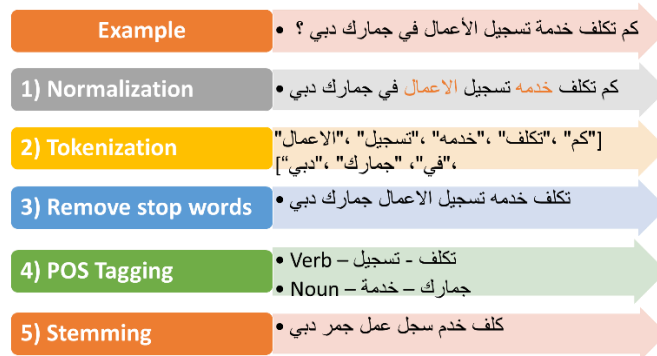 Example
• كم تكلف خدمة تسجيل الأعمال في جمارك دبي ؟
1) Normalization
• كم تكلف خدمه تسجيل الاعمال في جمارك دبي
2) Tokenization
["كم" ،"تكلف" ،"خدمه" ،"تسجيل" ،"الاعمال"
،"في" ،"جمارك" ،"دبي“]
3) Remove stop words
• تكلف خدمه تسجيل الاعمال جمارك دبي
4) POS Tagging
• Verb – تكلف - تسجيل
• Noun – جمارك – خدمة
5) Stemming
• كلف خدم سجل عمل جمر دبي